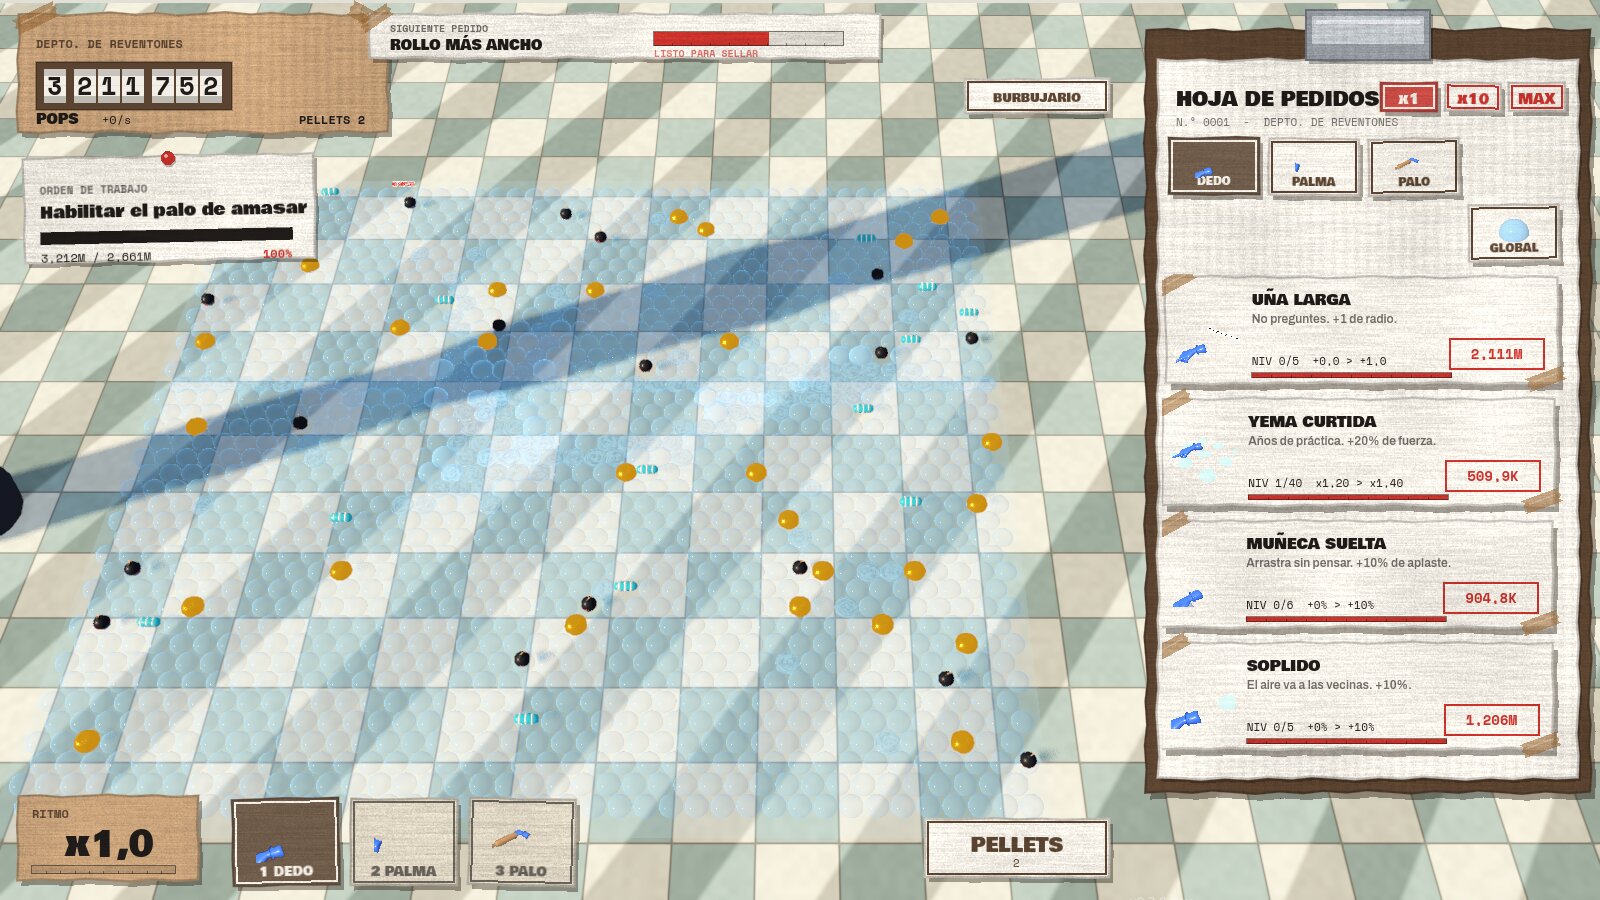 DEPTO. DE REVENTONES
3 211 752
POPS +0/s PELLETS 2
SIGUIENTE PEDIDO
ROLLO MÁS ANCHO
LISTO PARA SELLAR
BURBUJARIO
ORDEN DE TRABAJO
Habilitar el palo de amasar
100%
3,212M / 2,661M
HOJA DE PEDIDOS x1 x10 MAX
N.° 0001 - DEPTO. DE REVENTONES
DEDO PALMA PALO
GLOBAL
UÑA LARGA
No preguntes. +1 de radio.
NIV 0/5 +0,0 > +1,0
2,111M
YEMA CURTIDA
Años de práctica. +20% de fuerza.
NIV 1/40 x1,20 > x1,40
509,9K
MUÑECA SUELTA
Arrastra sin pensar. +10% de aplaste.
NIV 0/6 +0% > +10%
904,8K
SOPLIDO
El aire va a las vecinas. +10%.
NIV 0/5 +0% > +10%
1,206M
RITMO
x1,0
1 DEDO
2 PALMA
3 PALO
PELLETS
2